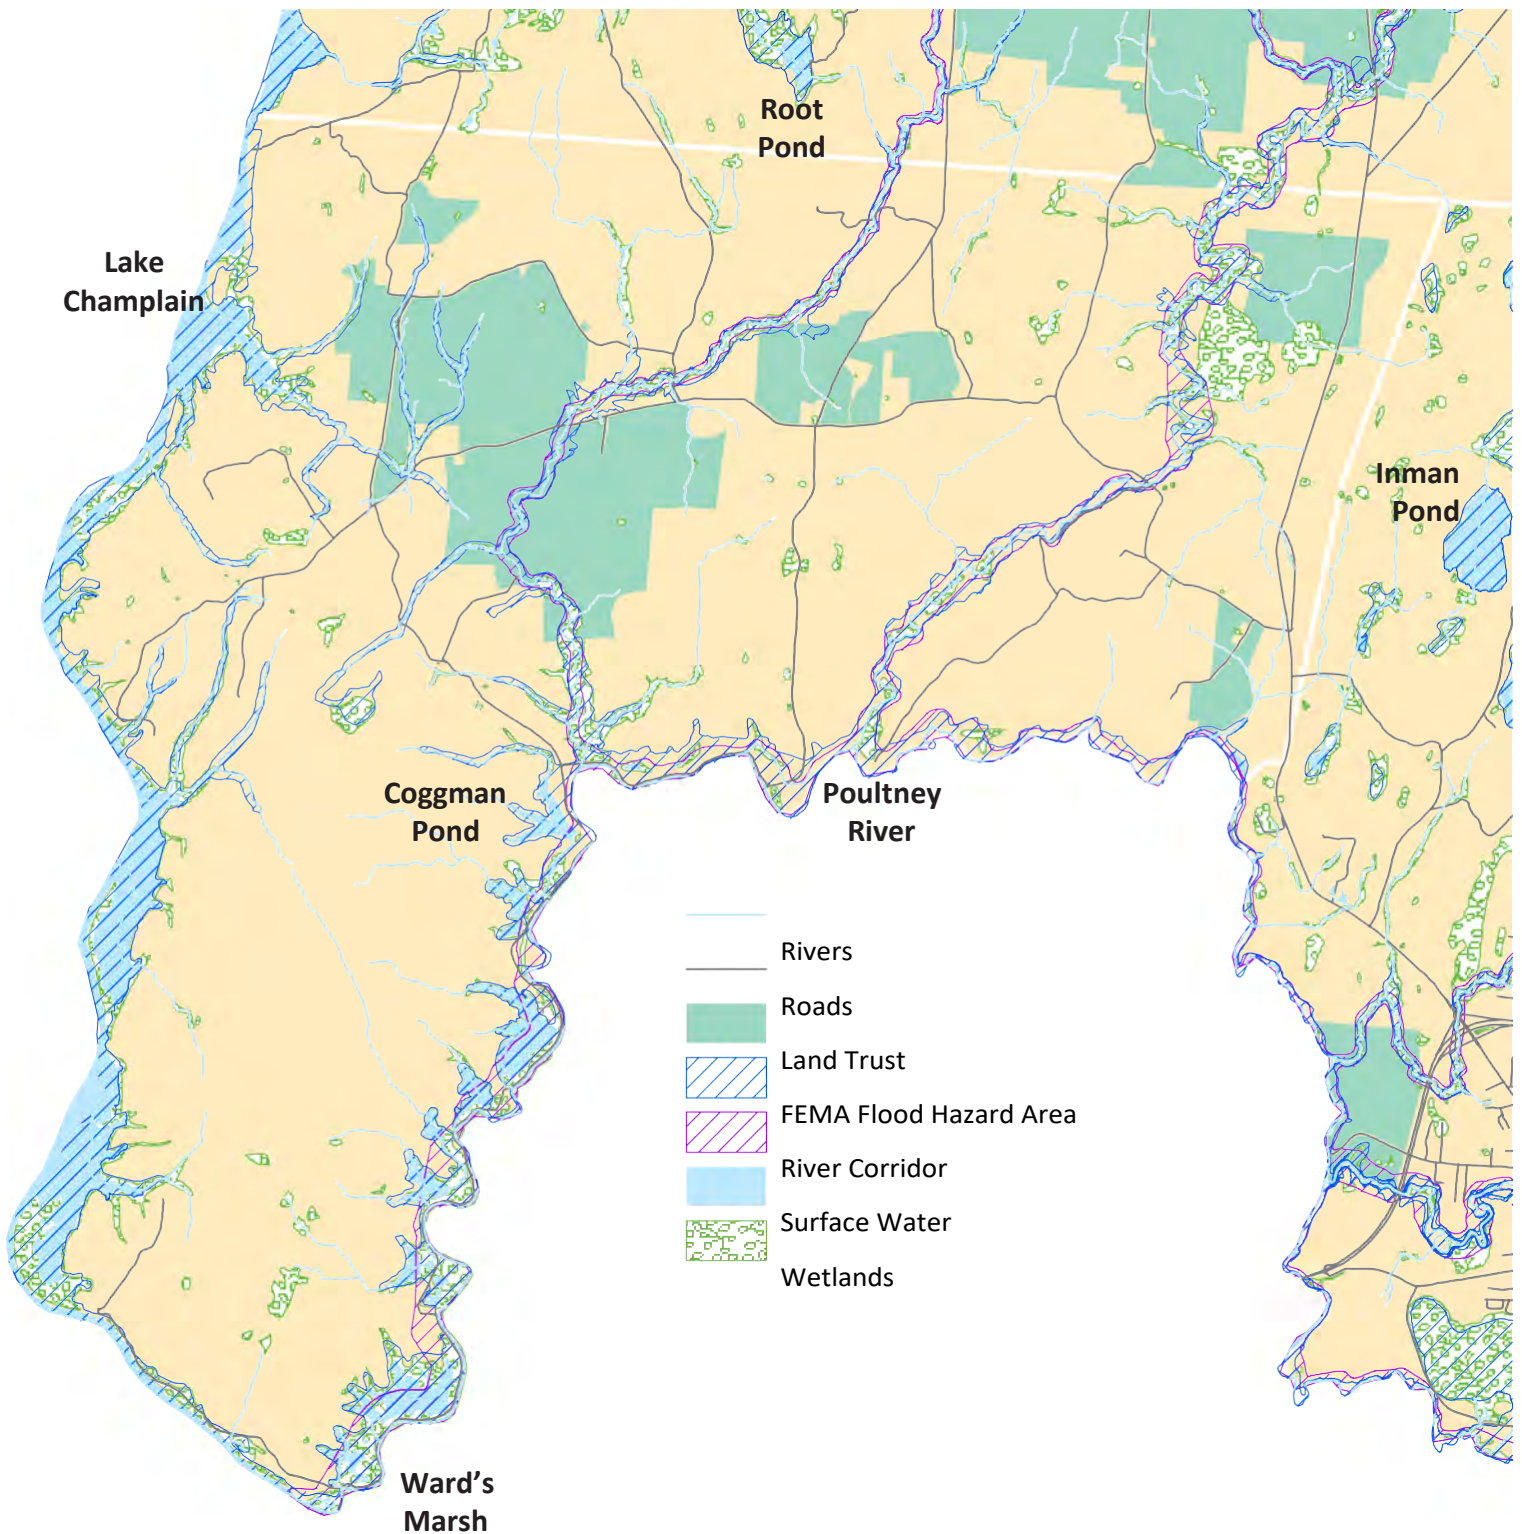 Root
Pond
Lake
Champlain
Inman
Pond
Coggman
Pond
Poultney
River
Rivers
Roads
Land Trust
FEMA Flood Hazard Area
River Corridor
Surface Water
Wetlands
Ward’s
Marsh